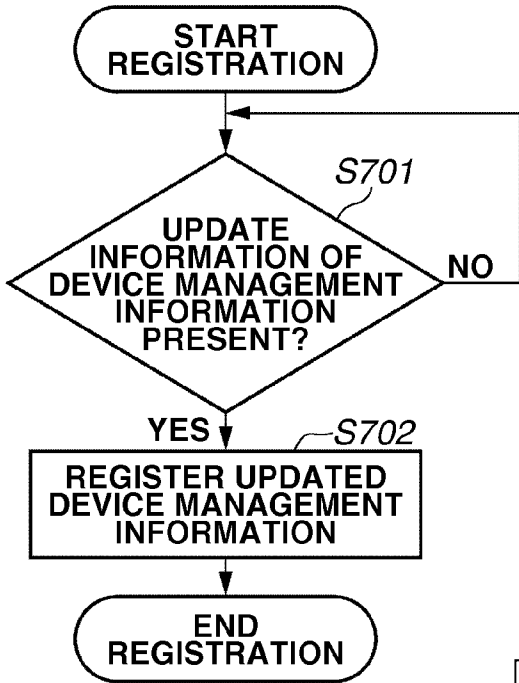 START
REGISTRATION
S701
UPDATE
INFORMATION OF
DEVICE MANAGEMENT
INFORMATION
PRESENT?
NO
YES
S702
REGISTER UPDATED
DEVICE MANAGEMENT
INFORMATION
END
REGISTRATION